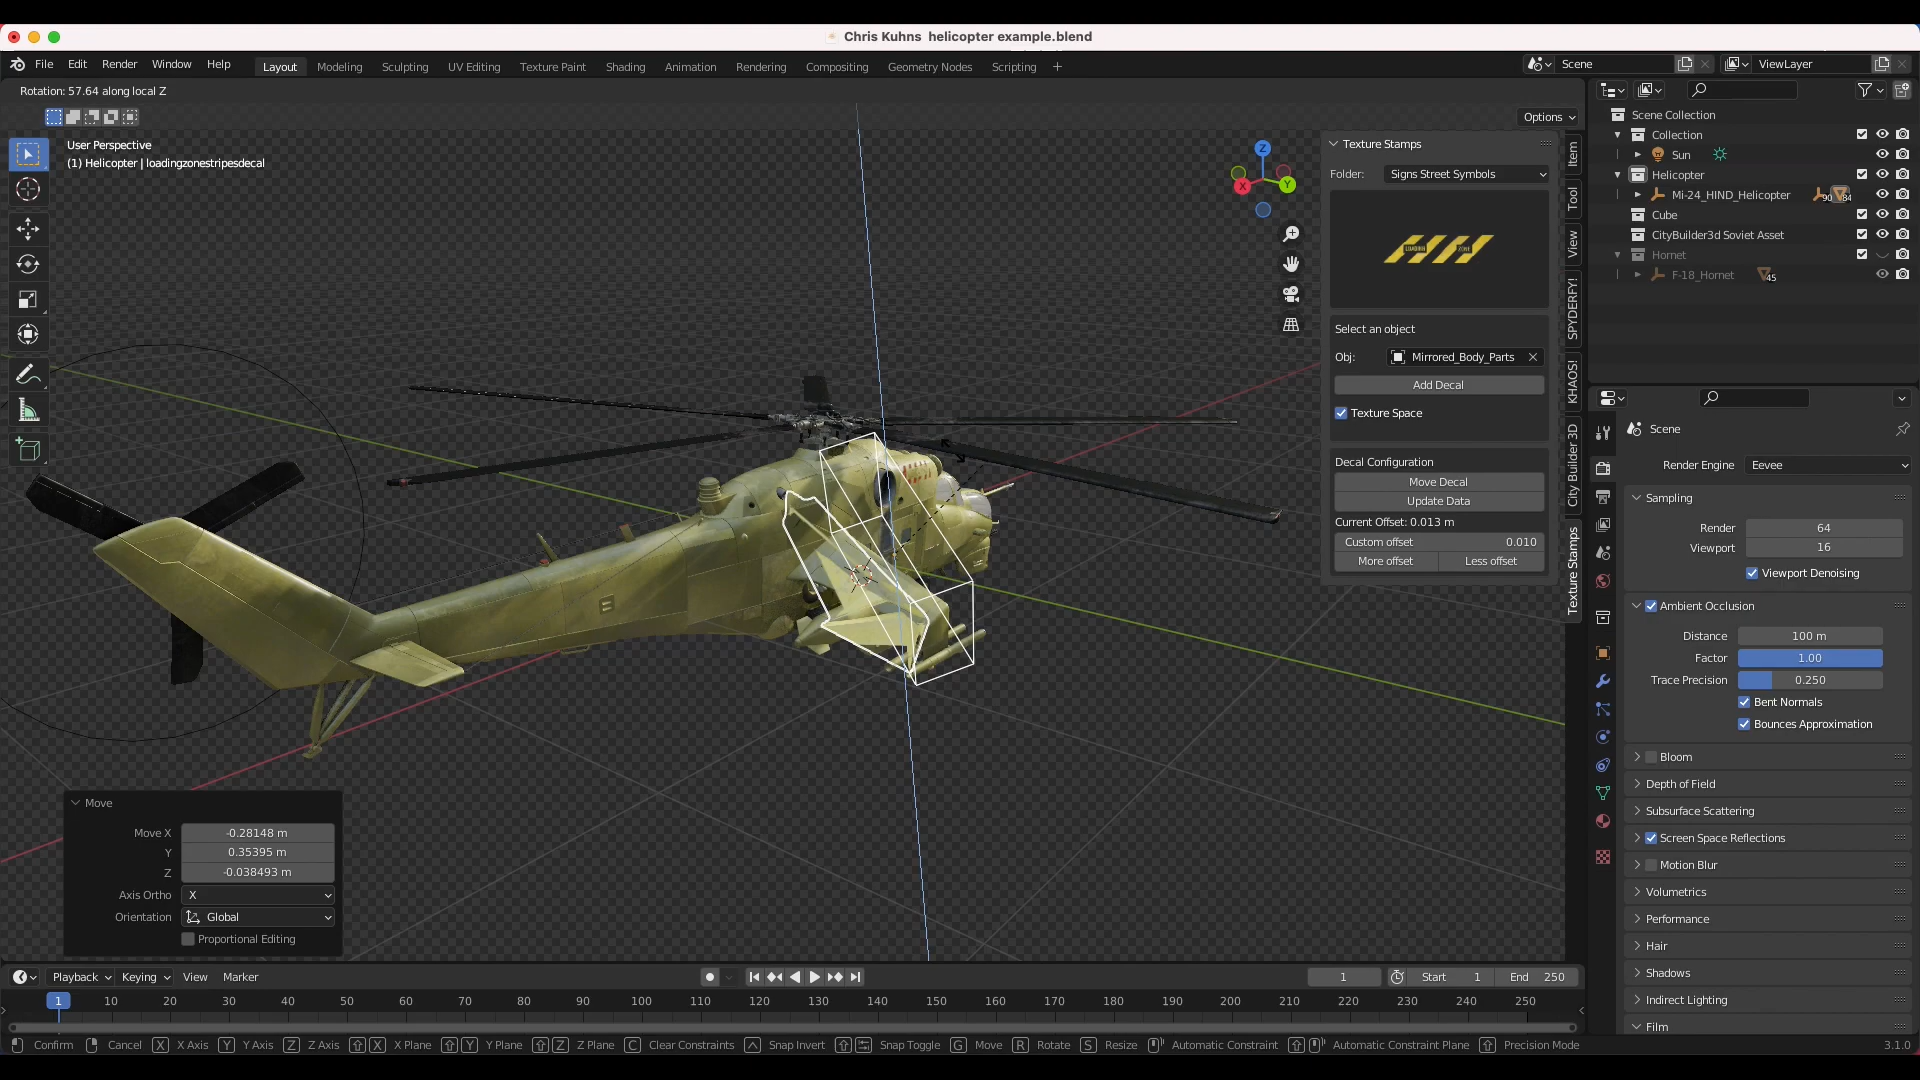 Chris Kuhns  helicopter example.blend
File Edit Render Window Help Layout Modeling Sculpting UV Editing Texture Paint Shading Animation Rendering Compositing Geometry Nodes Scripting + Scene ViewLayer
Rotation: 57.64 along local Z
Options
User Perspective
(1) Helicopter | loadingzonestripesdecal
Z
X
Y
Texture Stamps
Folder: Signs Street Symbols
LOADING ZONE
Select an object
Obj: Mirrored_Body_Parts
Add Decal
Texture Space
Decal Configuration
Move Decal
Update Data
Current Offset: 0.013 m
Custom offset 0.010
More offset Less offset
Item
Tool
View
SPYDERFY!
KHAOS!
City Builder 3D
Texture Stamps
Scene Collection
Collection
Sun
Helicopter
Mi-24_HIND_Helicopter 90 84
Cube
CityBuilder3d Soviet Asset
Hornet
F-18_Hornet 45
Scene
Render Engine Eevee
Sampling
Render 64
Viewport 16
Viewport Denoising
Ambient Occlusion
Distance 100 m
Factor 1.00
Trace Precision 0.250
Bent Normals
Bounces Approximation
Bloom
Depth of Field
Subsurface Scattering
Screen Space Reflections
Motion Blur
Volumetrics
Performance
Hair
Shadows
Indirect Lighting
Film
Move
Move X -0.28148 m
Y 0.35395 m
Z -0.038493 m
Axis Ortho X
Orientation Global
Proportional Editing
Playback Keying View Marker 1 Start 1 End 250
1 10 20 30 40 50 60 70 80 90 100 110 120 130 140 150 160 170 180 190 200 210 220 230 240 250
Confirm Cancel X X Axis Y Y Axis Z Z Axis X X Plane Y Y Plane Z Z Plane C Clear Constraints Snap Invert Snap Toggle G Move R Rotate S Resize Automatic Constraint Automatic Constraint Plane Precision Mode 3.1.0